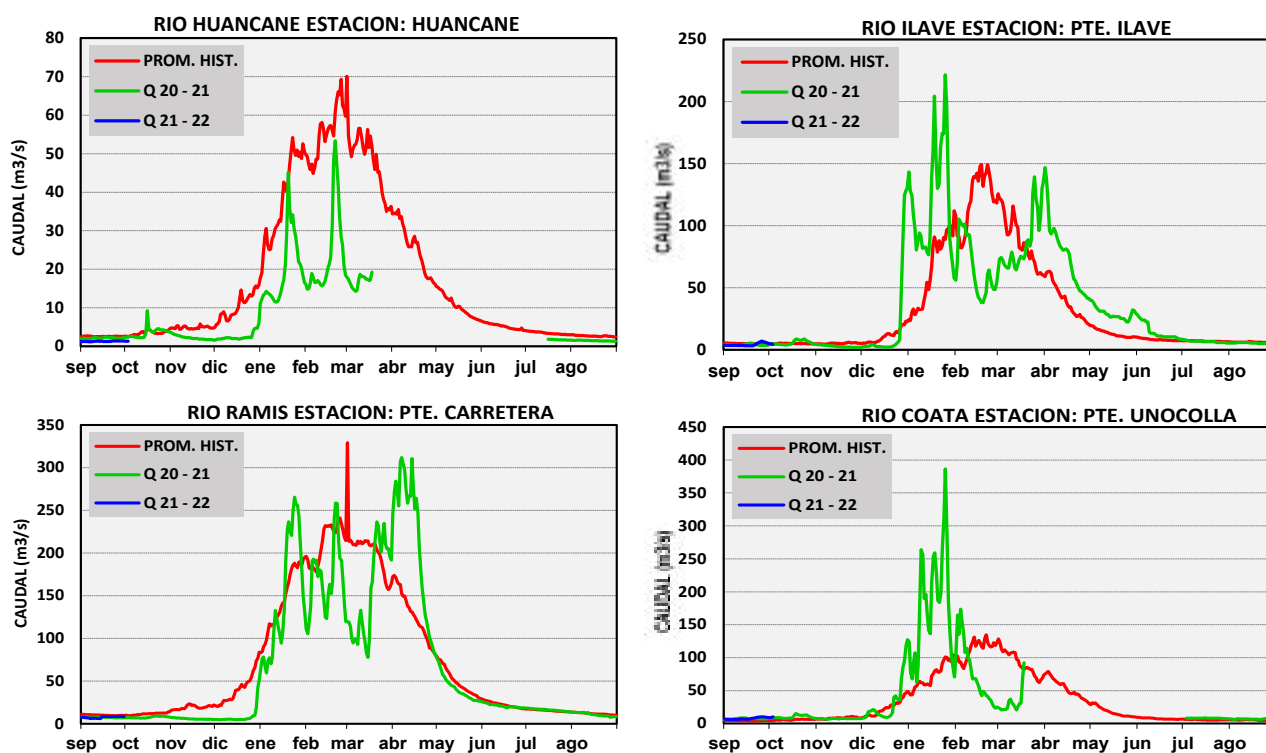 RIO HUANCANE ESTACION: HUANCANE
80
70
60
50
40
30
20
10
0
CAUDAL (m3/s)
PROM. HIST.
Q 20 - 21
Q 21 - 22
sep oct nov dic ene feb mar abr may jun jul ago
RIO ILAVE ESTACION: PTE. ILAVE
250
200
150
100
50
0
CAUDAL (m3/s)
PROM. HIST.
Q 20 - 21
Q 21 - 22
sep oct nov dic ene feb mar abr may jun jul ago
RIO RAMIS ESTACION: PTE. CARRETERA
350
300
250
200
150
100
50
0
CAUDAL (m3/s)
PROM. HIST.
Q 20 - 21
Q 21 - 22
sep oct nov dic ene feb mar abr may jun jul ago
RIO COATA ESTACION: PTE. UNOCOLLA
450
400
350
300
250
200
150
100
50
0
CAUDAL (m3/s)
PROM. HIST.
Q 20 - 21
Q 21 - 22
sep oct nov dic ene feb mar abr may jun jul ago